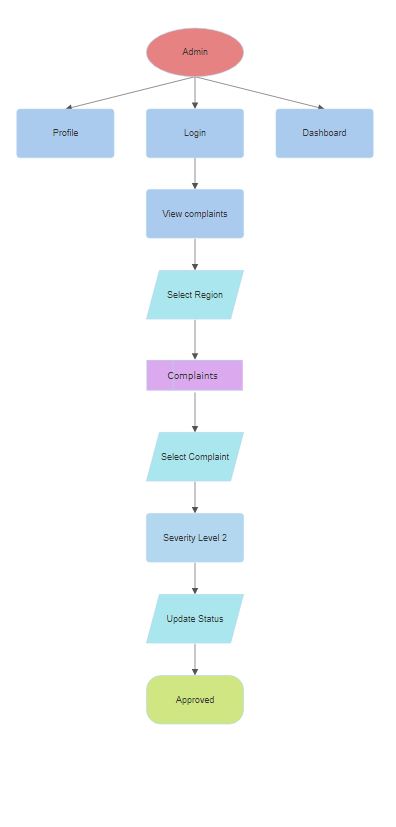 Admin
Profile
Login
Dashboard
View complaints
Select Region
Complaints
Select Complaint
Severity Level 2
Update Status
Approved